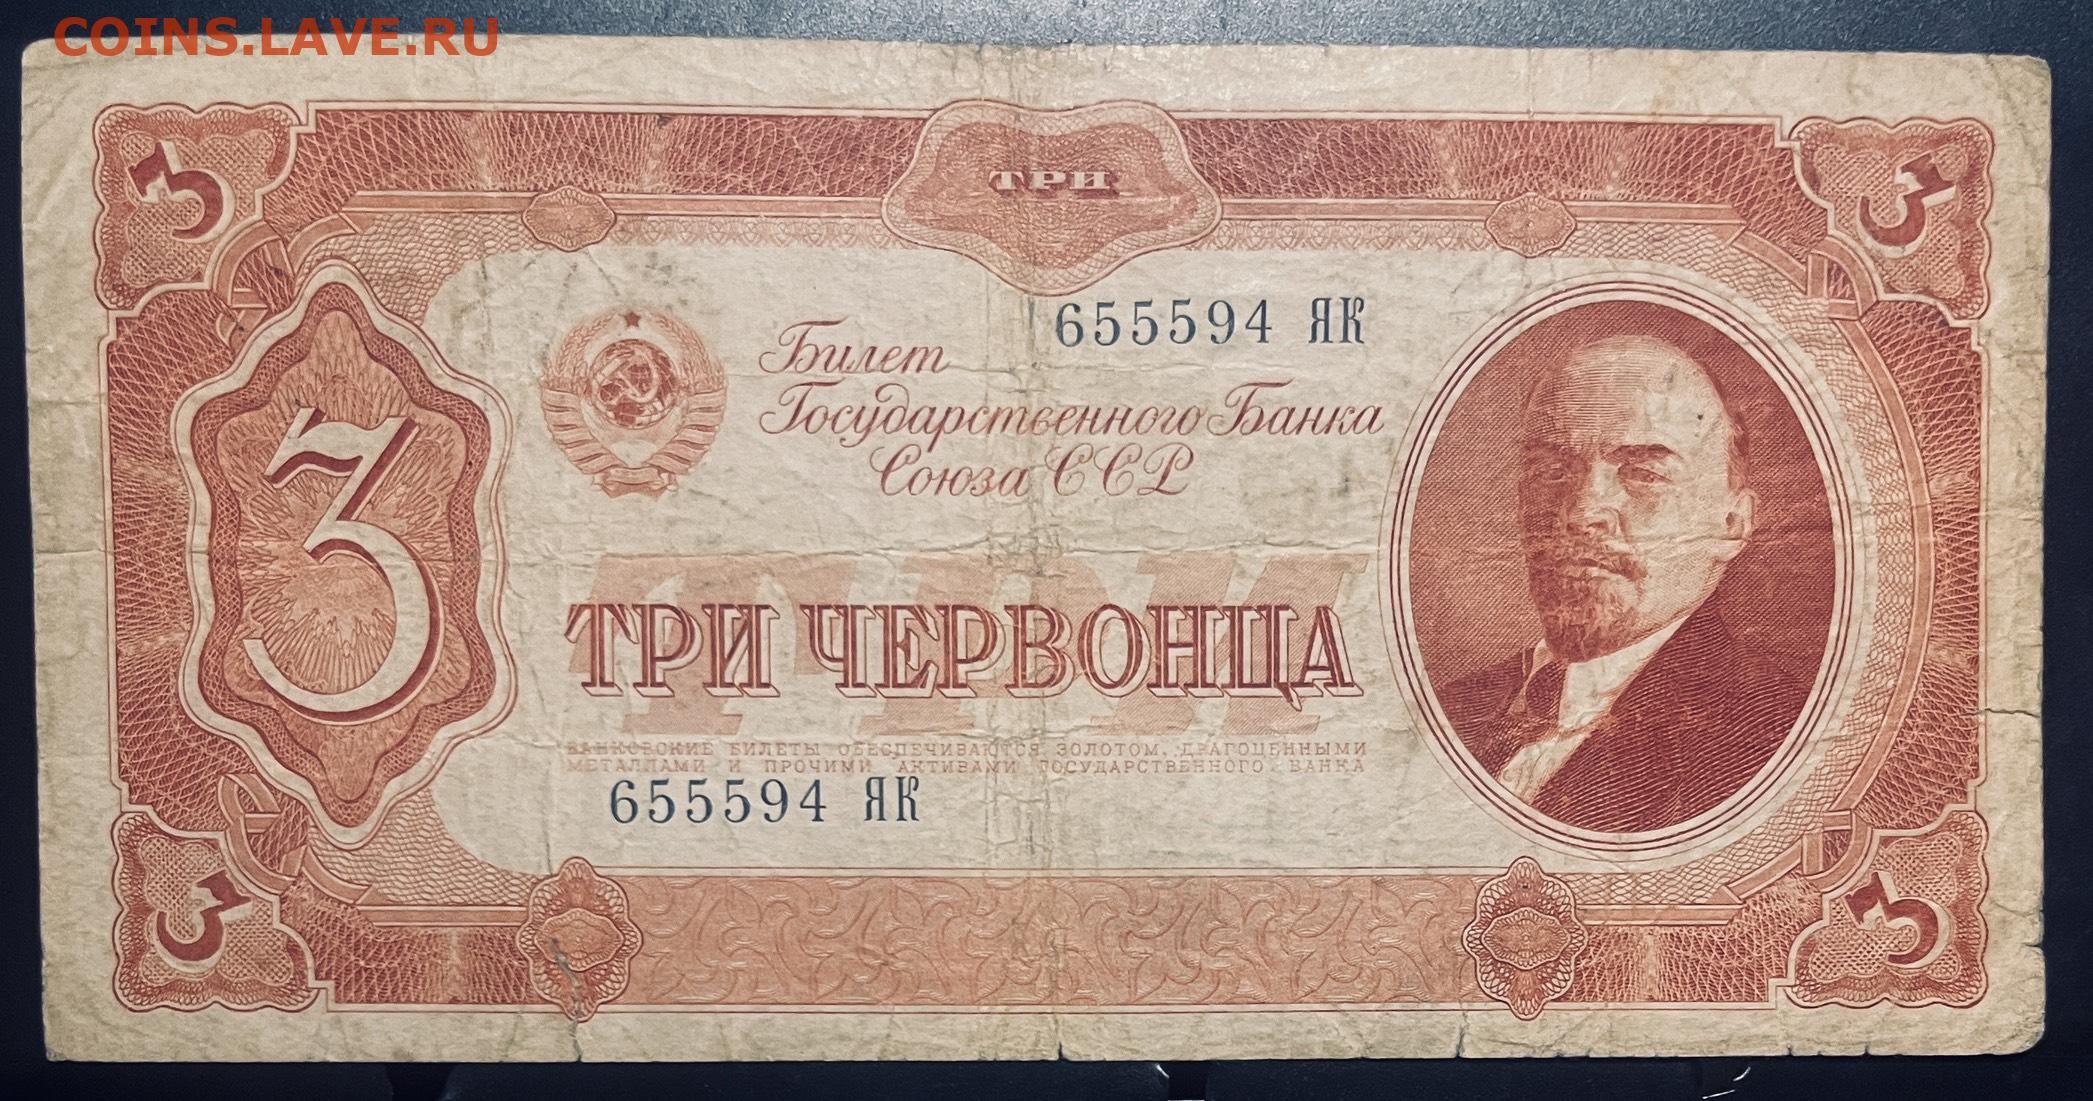 COINS.LAVE.RU
3 ТРИ 3
655594 ЯК
Билет
Государственного Банка
Союза ССР
3
ТРИ
ТРИ ЧЕРВОНЦА
БАНКОВСКИЕ БИЛЕТЫ ОБЕСПЕЧИВАЮТСЯ ЗОЛОТОМ, ДРАГОЦЕННЫМИ
МЕТАЛЛАМИ И ПРОЧИМИ АКТИВАМИ ГОСУДАРСТВЕННОГО БАНКА
655594 ЯК
3 3